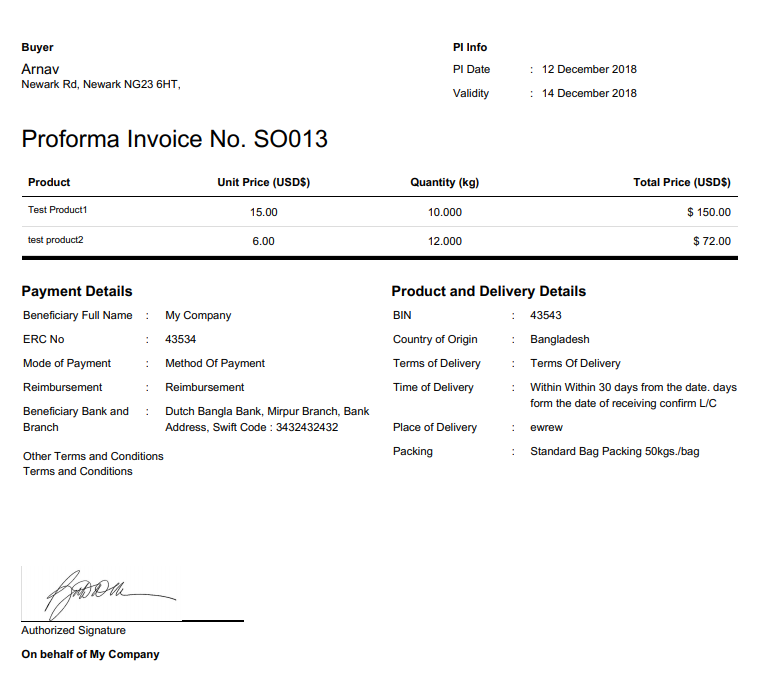 Buyer
Arnav
Newark Rd, Newark NG23 6HT,
PI Info
PI Date : 12 December 2018
Validity : 14 December 2018
Proforma Invoice No. SO013
Product Unit Price (USD$) Quantity (kg) Total Price (USD$)
Test Product1 15.00 10.000 $ 150.00
test product2 6.00 12.000 $ 72.00
Payment Details
Beneficiary Full Name : My Company
ERC No : 43534
Mode of Payment : Method Of Payment
Reimbursement : Reimbursement
Beneficiary Bank and : Dutch Bangla Bank, Mirpur Branch, Bank
Branch Address, Swift Code : 3432432432
Other Terms and Conditions
Terms and Conditions
Product and Delivery Details
BIN : 43543
Country of Origin : Bangladesh
Terms of Delivery : Terms Of Delivery
Time of Delivery : Within Within 30 days from the date. days
form the date of receiving confirm L/C
Place of Delivery : ewrew
Packing : Standard Bag Packing 50kgs./bag
Authorized Signature
On behalf of My Company